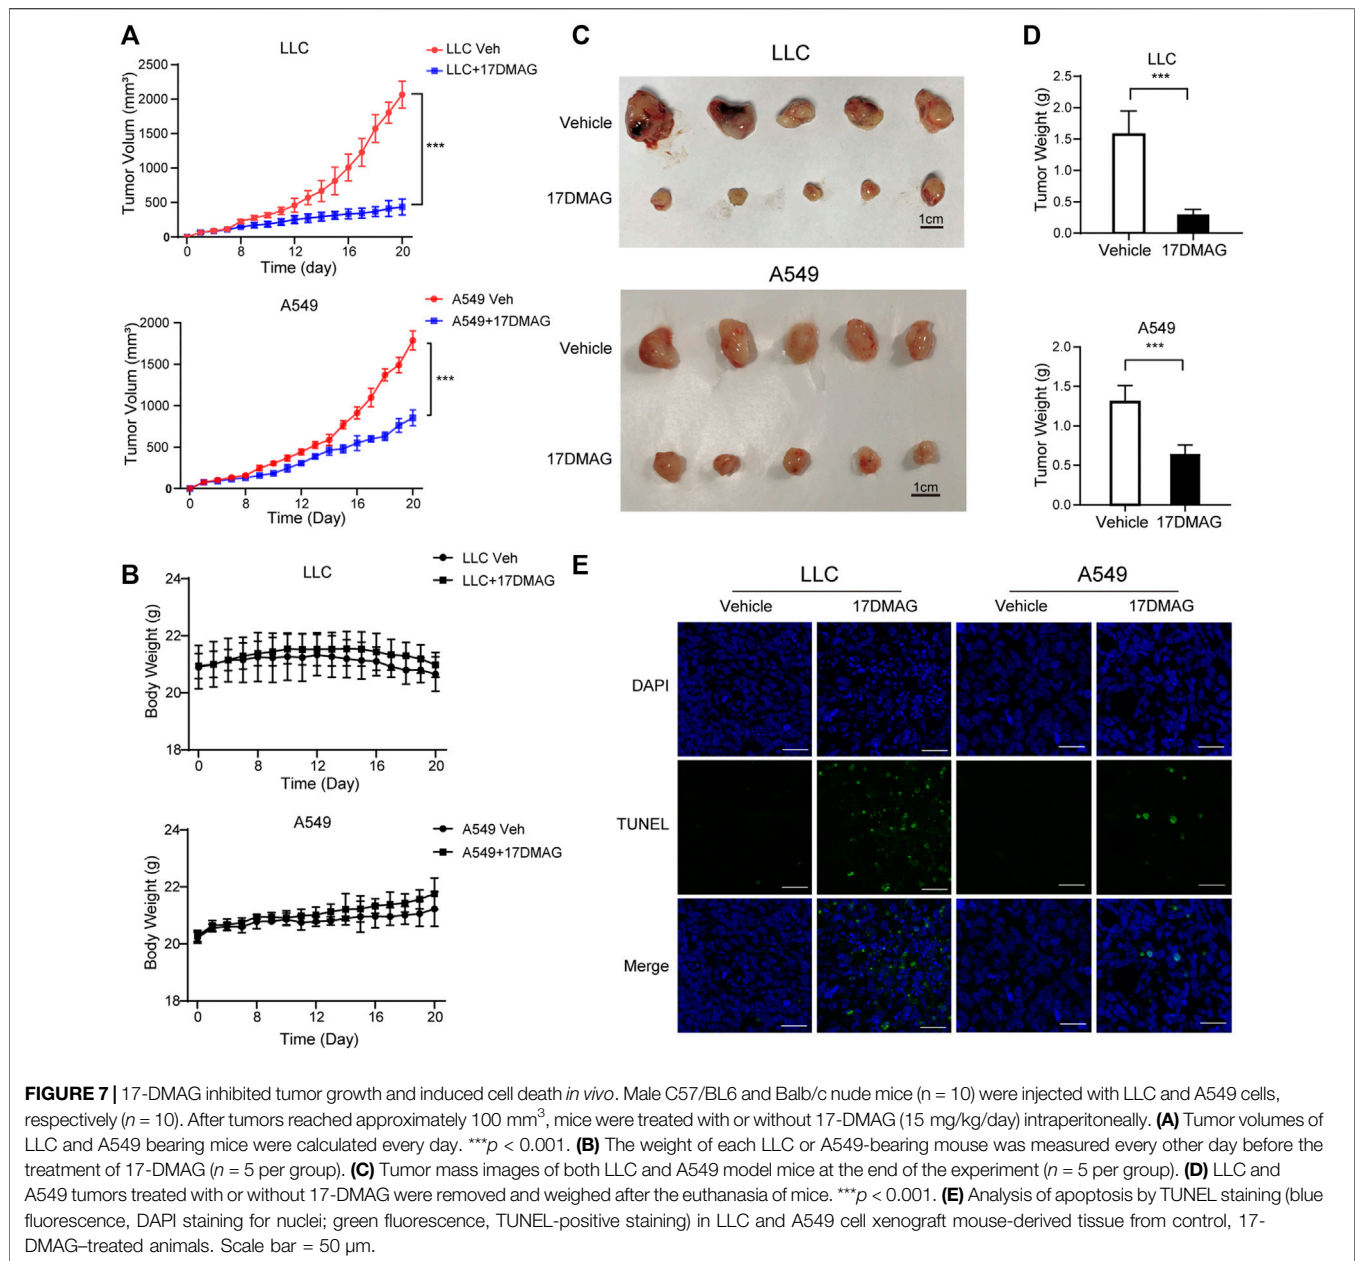 A
LLC
LLC Veh
LLC+17DMAG
Tumor Volum (mm³)
2500
2000
1500
1000
500
0
***
0
8
12
16
20
Time (day)
A549
A549 Veh
A549+17DMAG
Tumor Volum (mm³)
2000
1500
1000
500
0
***
0
8
12
16
20
Time (Day)
B
LLC
LLC Veh
LLC+17DMAG
Body Weight (g)
24
22
20
18
0
8
12
16
20
Time (Day)
A549
A549 Veh
A549+17DMAG
Body Weight (g)
24
22
20
18
0
8
12
16
20
Time (Day)
C
LLC
Vehicle
17DMAG
1cm
A549
Vehicle
17DMAG
1cm
D
LLC
***
Tumor Weight (g)
2.5
2.0
1.5
1.0
0.5
0.0
Vehicle 17DMAG
A549
***
Tumor Weight (g)
2.0
1.5
1.0
0.5
0.0
Vehicle 17DMAG
E
LLC A549
Vehicle 17DMAG Vehicle 17DMAG
DAPI
TUNEL
Merge
FIGURE 7 | 17-DMAG inhibited tumor growth and induced cell death in vivo. Male C57/BL6 and Balb/c nude mice (n = 10) were injected with LLC and A549 cells,
respectively (n = 10). After tumors reached approximately 100 mm³, mice were treated with or without 17-DMAG (15 mg/kg/day) intraperitoneally. (A) Tumor volumes of
LLC and A549 bearing mice were calculated every day. ***p < 0.001. (B) The weight of each LLC or A549-bearing mouse was measured every other day before the
treatment of 17-DMAG (n = 5 per group). (C) Tumor mass images of both LLC and A549 model mice at the end of the experiment (n = 5 per group). (D) LLC and
A549 tumors treated with or without 17-DMAG were removed and weighed after the euthanasia of mice. ***p < 0.001. (E) Analysis of apoptosis by TUNEL staining (blue
fluorescence, DAPI staining for nuclei; green fluorescence, TUNEL-positive staining) in LLC and A549 cell xenograft mouse-derived tissue from control, 17-
DMAG–treated animals. Scale bar = 50 µm.